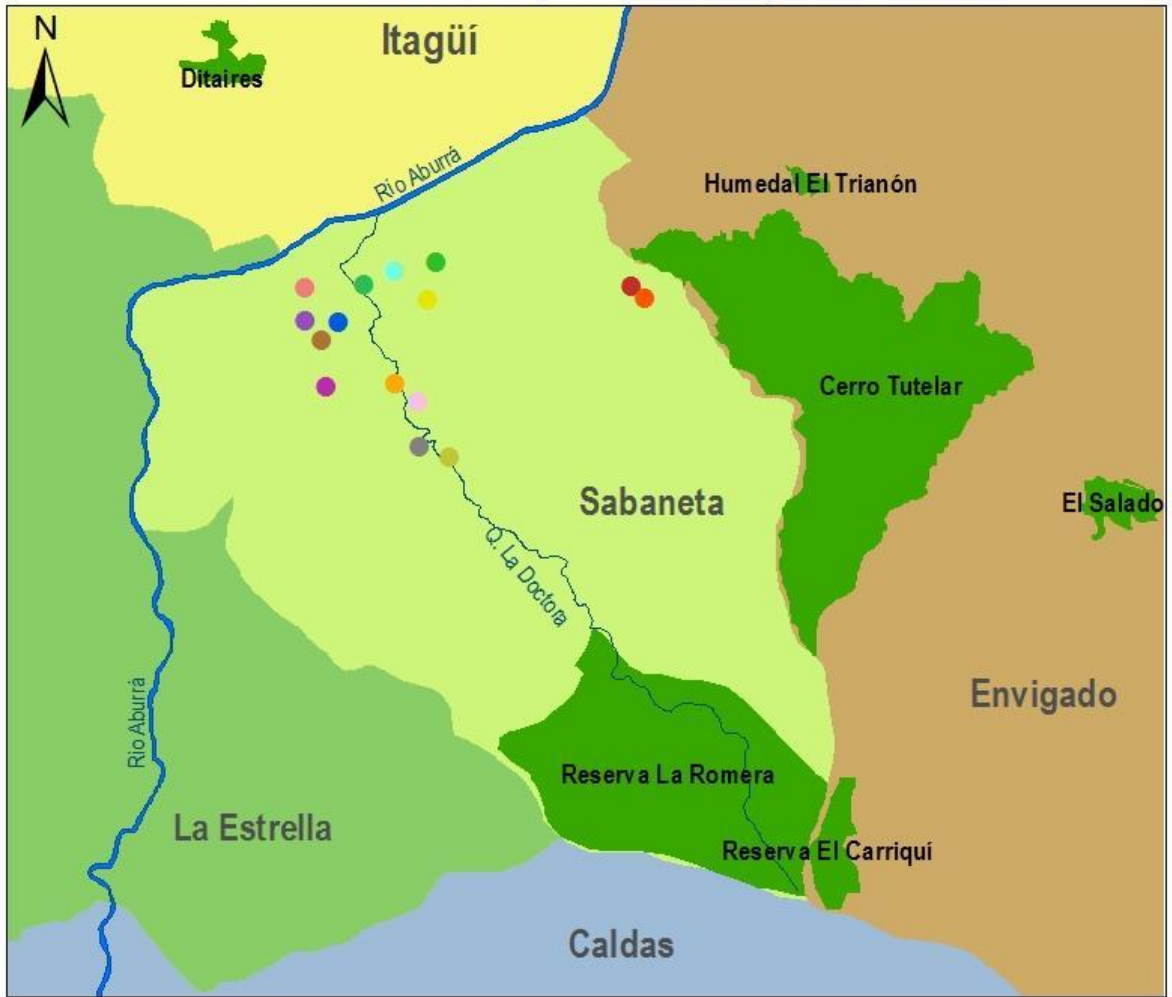 N
Itagüí
Ditaires
Río Aburrá
Humedal El Trianón
Cerro Tutelar
El Salado
Sabaneta
Q. La Doctora
Envigado
Río Aburrá
Reserva La Romera
La Estrella
Reserva El Carriquí
Caldas